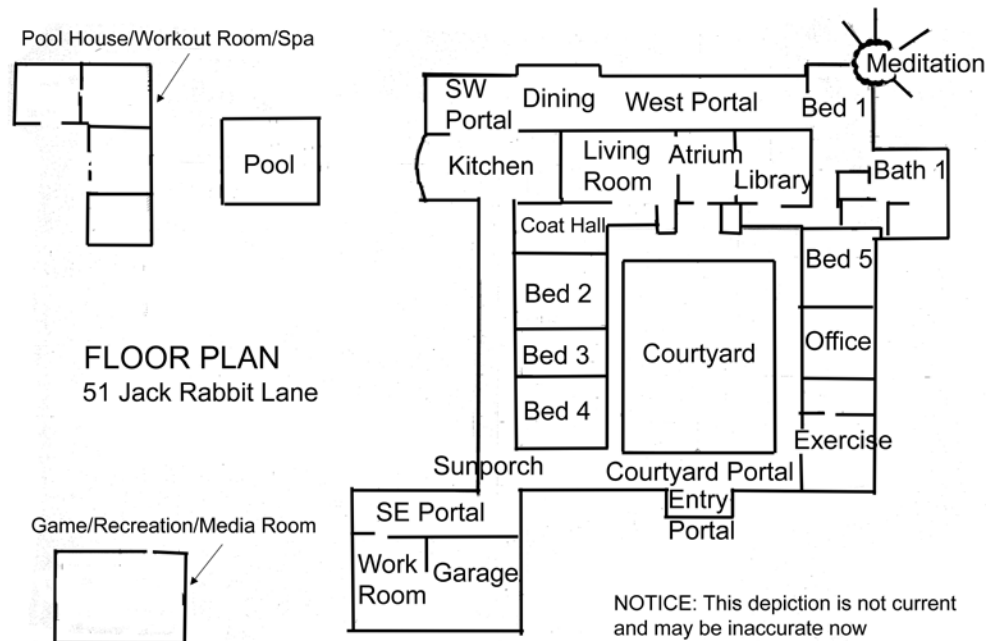 Pool House/Workout Room/Spa
Meditation
SW
Portal
Dining
West Portal
Bed 1
Pool
Kitchen
Living
Room
Atrium
Library
Bath 1
Coat Hall
Bed 5
Bed 2
FLOOR PLAN
51 Jack Rabbit Lane
Bed 3
Courtyard
Office
Bed 4
Exercise
Sunporch
Courtyard Portal
Entry
Portal
SE Portal
Game/Recreation/Media Room
Work
Room
Garage
NOTICE: This depiction is not current
and may be inaccurate now